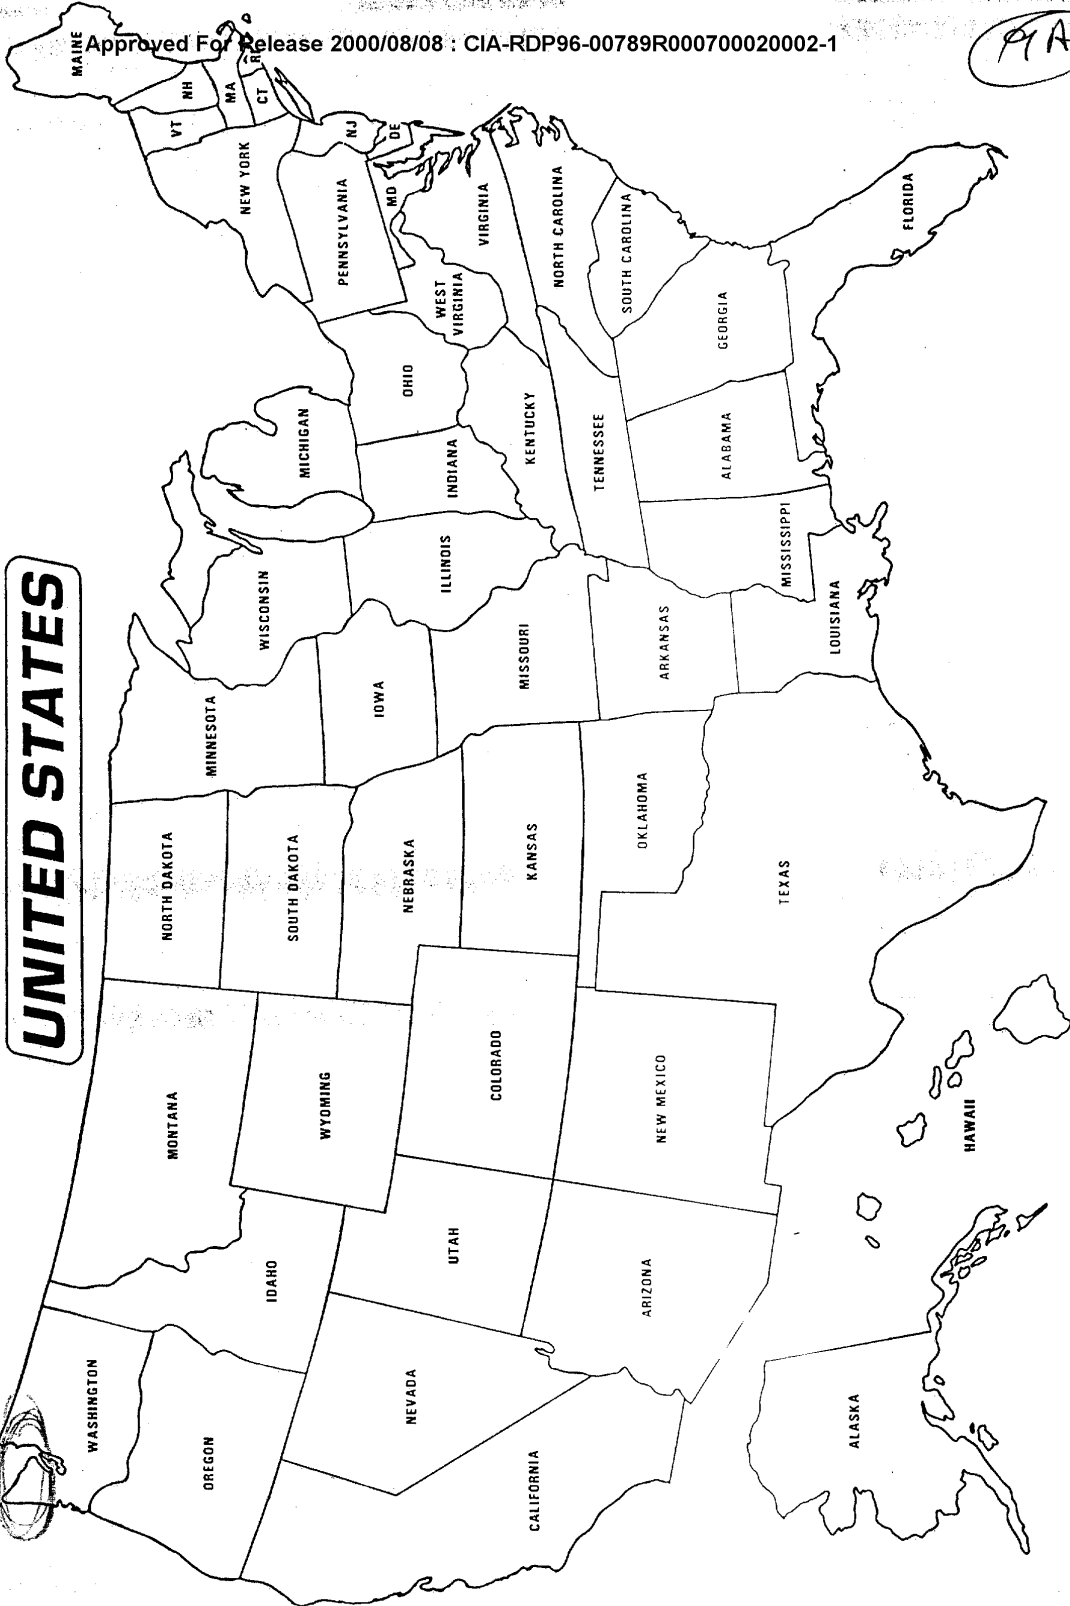 Approved For Release 2000/08/08 : CIA-RDP96-00789R000700020002-1
UNITED STATES
WASHINGTON
OREGON
CALIFORNIA
NEVADA
IDAHO
MONTANA
WYOMING
UTAH
COLORADO
ARIZONA
NEW MEXICO
NORTH DAKOTA
SOUTH DAKOTA
NEBRASKA
KANSAS
OKLAHOMA
TEXAS
MINNESOTA
IOWA
MISSOURI
ARKANSAS
LOUISIANA
WISCONSIN
ILLINOIS
MICHIGAN
INDIANA
OHIO
KENTUCKY
TENNESSEE
MISSISSIPPI
ALABAMA
GEORGIA
FLORIDA
SOUTH CAROLINA
NORTH CAROLINA
VIRGINIA
WEST
VIRGINIA
PENNSYLVANIA
NEW YORK
MD
DE
NJ
CT
RI
MA
VT
NH
MAINE
ALASKA
HAWAII